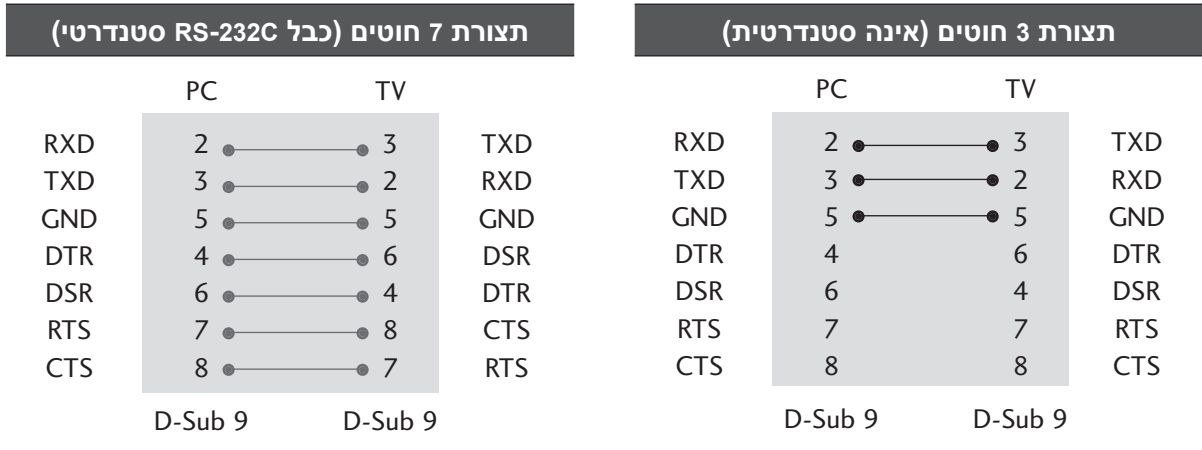 תצורת 7 חוטים (כבל RS-232C סטנדרטי)
PC TV
RXD 2 3 TXD
TXD 3 2 RXD
GND 5 5 GND
DTR 4 6 DSR
DSR 6 4 DTR
RTS 7 8 CTS
CTS 8 7 RTS
D-Sub 9 D-Sub 9
תצורת 3 חוטים (אינה סטנדרטית)
PC TV
RXD 2 3 TXD
TXD 3 2 RXD
GND 5 5 GND
DTR 4 6 DTR
DSR 6 4 DSR
RTS 7 7 RTS
CTS 8 8 CTS
D-Sub 9 D-Sub 9